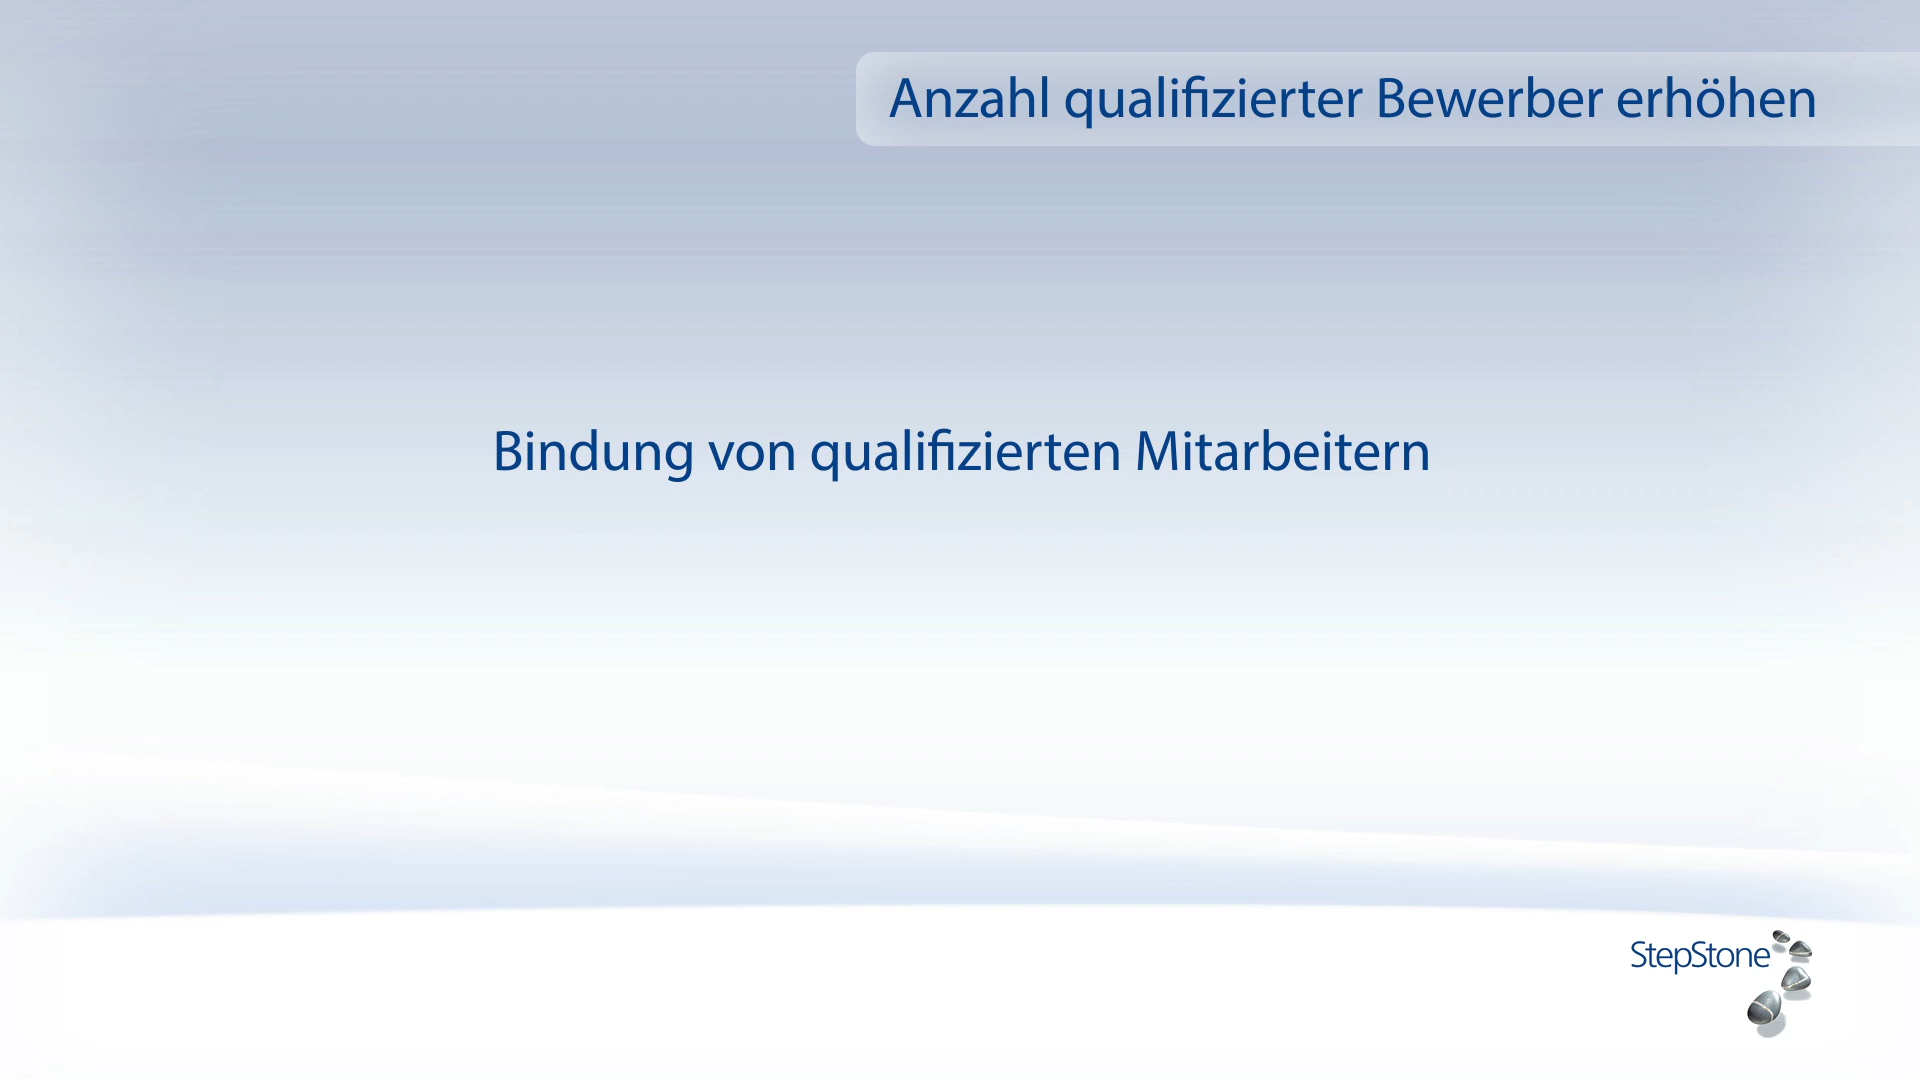 Anzahl qualifizierter Bewerber erhöhen
Bindung von qualifizierten Mitarbeitern
StepStone